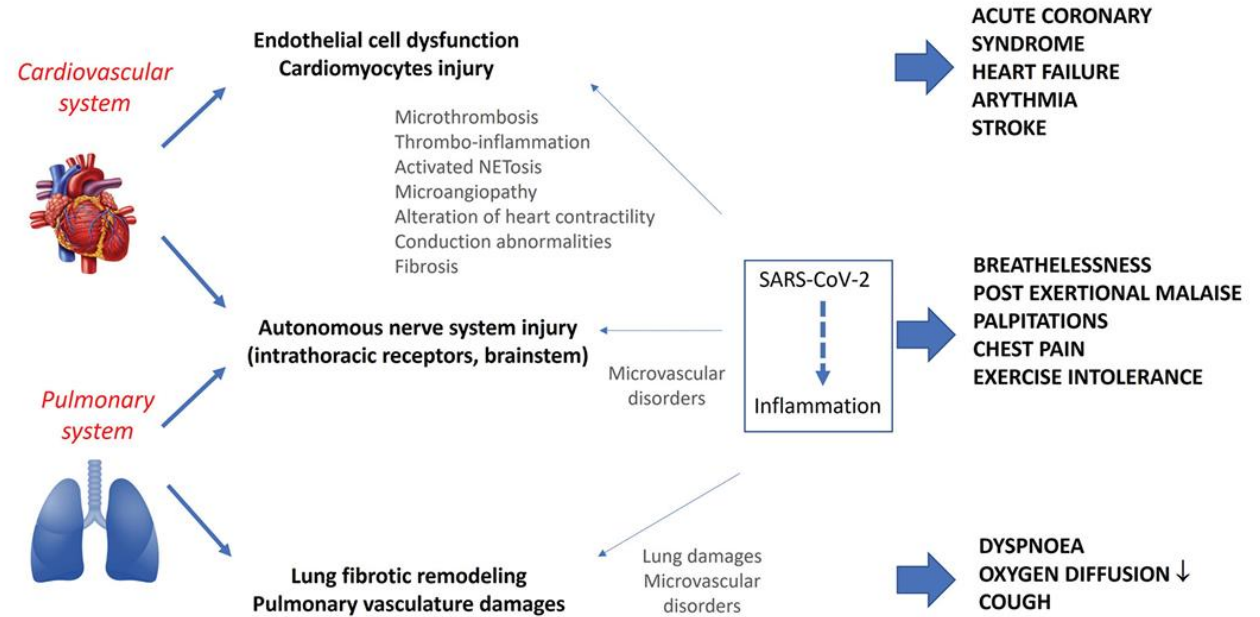 Cardiovascular
system
Endothelial cell dysfunction
Cardiomyocytes injury
Microthrombosis
Thrombo-inflammation
Activated NETosis
Microangiopathy
Alteration of heart contractility
Conduction abnormalities
Fibrosis
ACUTE CORONARY
SYNDROME
HEART FAILURE
ARYTHMIA
STROKE
Autonomous nerve system injury
(intrathoracic receptors, brainstem)
Microvascular
disorders
SARS-CoV-2
Inflammation
BREATHELESSNESS
POST EXERTIONAL MALAISE
PALPITATIONS
CHEST PAIN
EXERCISE INTOLERANCE
Pulmonary
system
Lung fibrotic remodeling
Pulmonary vasculature damages
Lung damages
Microvascular
disorders
DYSPNOEA
OXYGEN DIFFUSION ↓
COUGH